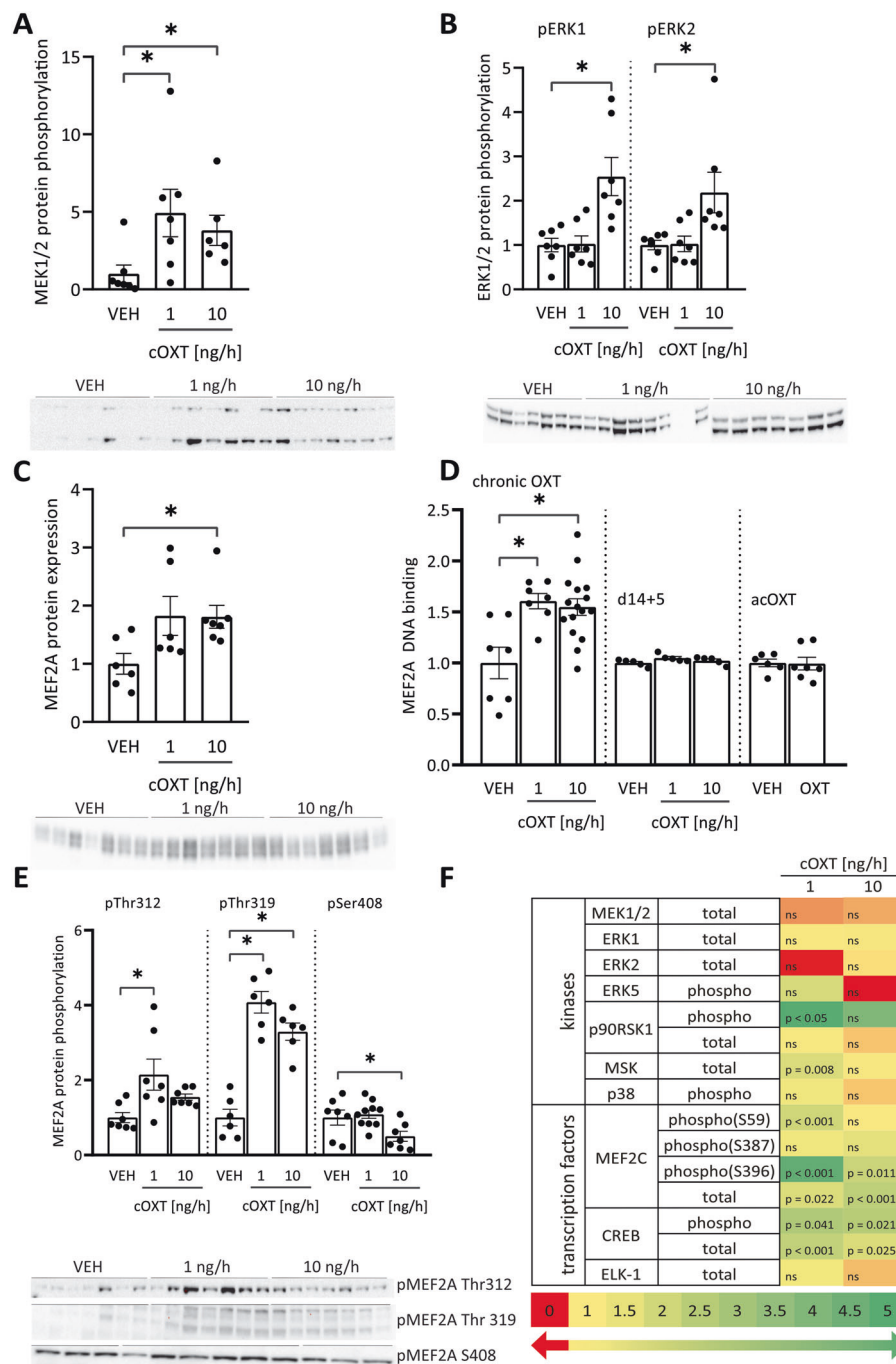 A
MEK1/2 protein phosphorylation
15
10
5
0
*
*
VEH 1 10
cOXT [ng/h]
VEH 1 ng/h 10 ng/h
B
pERK1 pERK2
ERK1/2 protein phosphorylation
5
4
3
2
1
0
*
*
VEH 1 10 VEH 1 10
cOXT [ng/h] cOXT [ng/h]
VEH 1 ng/h 10 ng/h
C
MEF2A protein expression
4
3
2
1
0
*
VEH 1 10
cOXT [ng/h]
VEH 1 ng/h 10 ng/h
D
chronic OXT
d14+5
acOXT
MEF2A DNA binding
2.5
2.0
1.5
1.0
0.5
0.0
*
*
VEH 1 10 VEH 1 10 VEH OXT
cOXT [ng/h] cOXT [ng/h]
E
pThr312 pThr319 pSer408
MEF2A protein phosphorylation
6
4
2
0
*
*
*
*
VEH 1 10 VEH 1 10 VEH 1 10
cOXT [ng/h] cOXT [ng/h] cOXT [ng/h]
VEH 1 ng/h 10 ng/h
pMEF2A Thr312
pMEF2A Thr 319
pMEF2A S408
F
cOXT [ng/h]
1 10
kinases
MEK1/2 total ns ns
ERK1 total ns ns
ERK2 total ns ns
ERK5 phospho ns ns
p90RSK1 phospho p < 0.05 ns
total ns ns
MSK total p = 0.008 ns
p38 phospho ns ns
transcription factors
MEF2C phospho(S59) p <0.001 ns
phospho(S387) ns ns
phospho(S396) p <0.001 p = 0.011
total p = 0.022 p <0.001
CREB phospho p = 0.041 p = 0.021
total p <0.001 p = 0.025
ELK-1 total ns ns
0 1 1.5 2 2.5 3 3.5 4 4.5 5